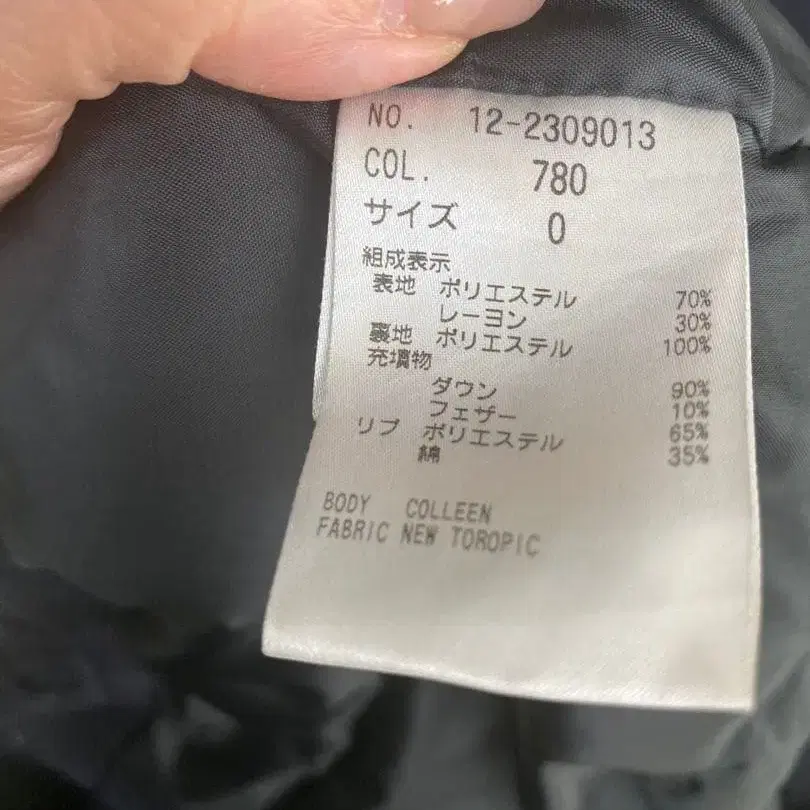 NO. 12-2309013
COL. 780
サイズ 0
組成表示
表地 ポリエステル 70%
レーヨン 30%
裏地 ポリエステル 100%
充填物
ダウン 90%
フェザー 10%
リブ ポリエステル 65%
綿 35%
BODY COLLEEN
FABRIC NEW TOROPIC